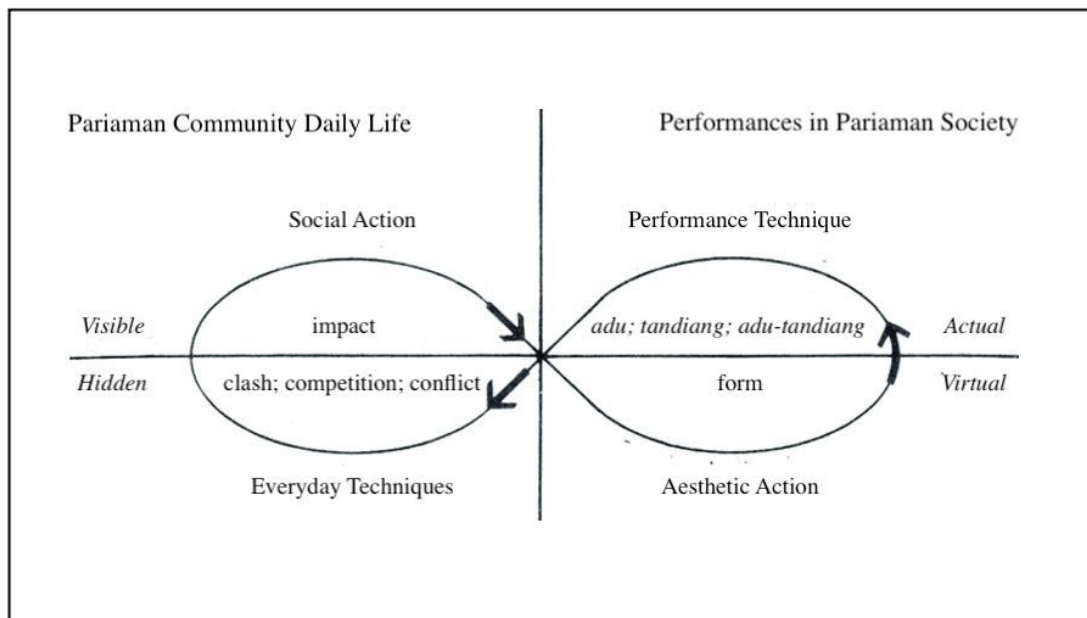 Pariaman Community Daily Life
Performances in Pariaman Society
Social Action
Performance Technique
Visible
impact
adu; tandiang; adu-tandiang
Actual
Hidden
clash; competition; conflict
form
Virtual
Everyday Techniques
Aesthetic Action